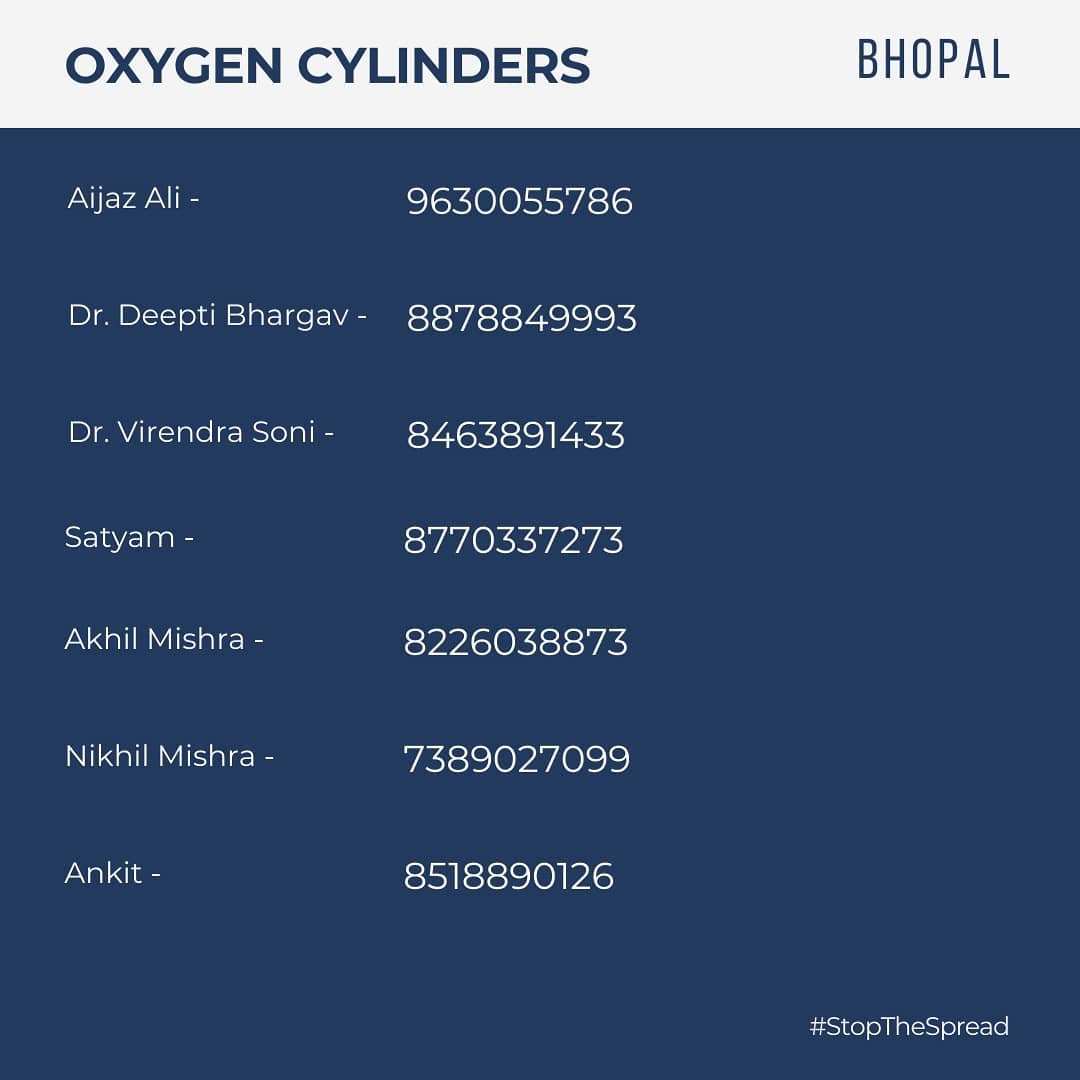 OXYGEN CYLINDERS
BHOPAL
Aijaz Ali - 9630055786
Dr. Deepti Bhargav - 8878849993
Dr. Virendra Soni - 8463891433
Satyam - 8770337273
Akhil Mishra - 8226038873
Nikhil Mishra - 7389027099
Ankit - 8518890126
#StopTheSpread